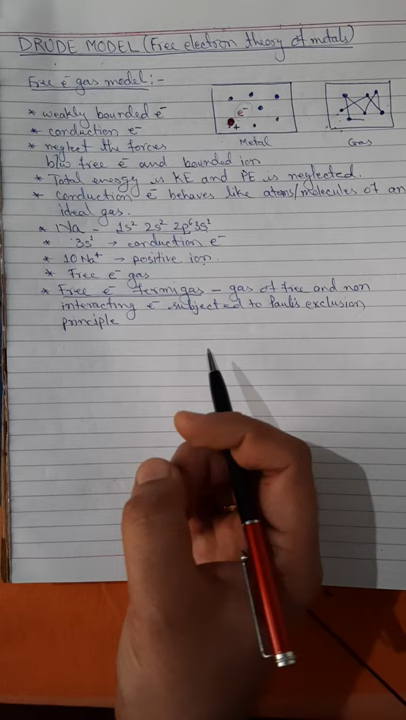 DRUDE MODEL (Free electron theory of metals)
Free e⁻ gas model:-
* weakly bounded e⁻
* conduction e⁻
* neglect the forces
b/w free e⁻ and bounded ion
e⁻
+
Metal
Gas
* Total energy is KE and PE is neglected.
* conduction e⁻ behaves like atoms/molecules of an
ideal gas.
* Na - 1s² 2s² 2p⁶ 3s¹
* 3s¹ → conduction e⁻
* 10 Na⁺ → positive ion.
* Free e⁻ gas
* Free e⁻ fermigas - gas of free and non
interacting e⁻ subjected to Pauli's exclusion
principle